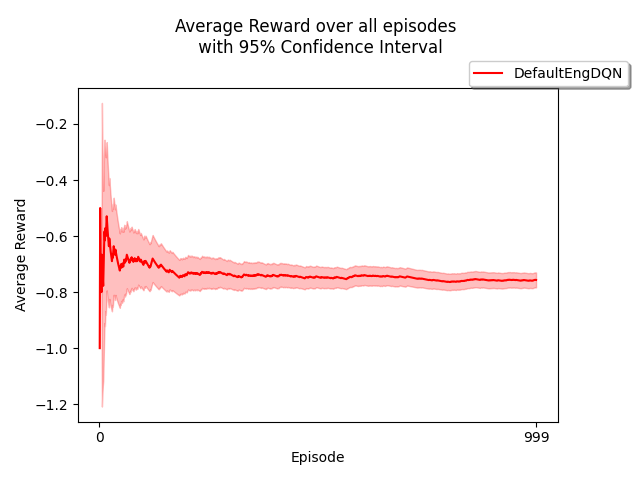 Average Reward over all episodes
with 95% Confidence Interval
DefaultEngDQN
−0.2
−0.4
−0.6
−0.8
−1.0
−1.2
Average Reward
0
999
Episode